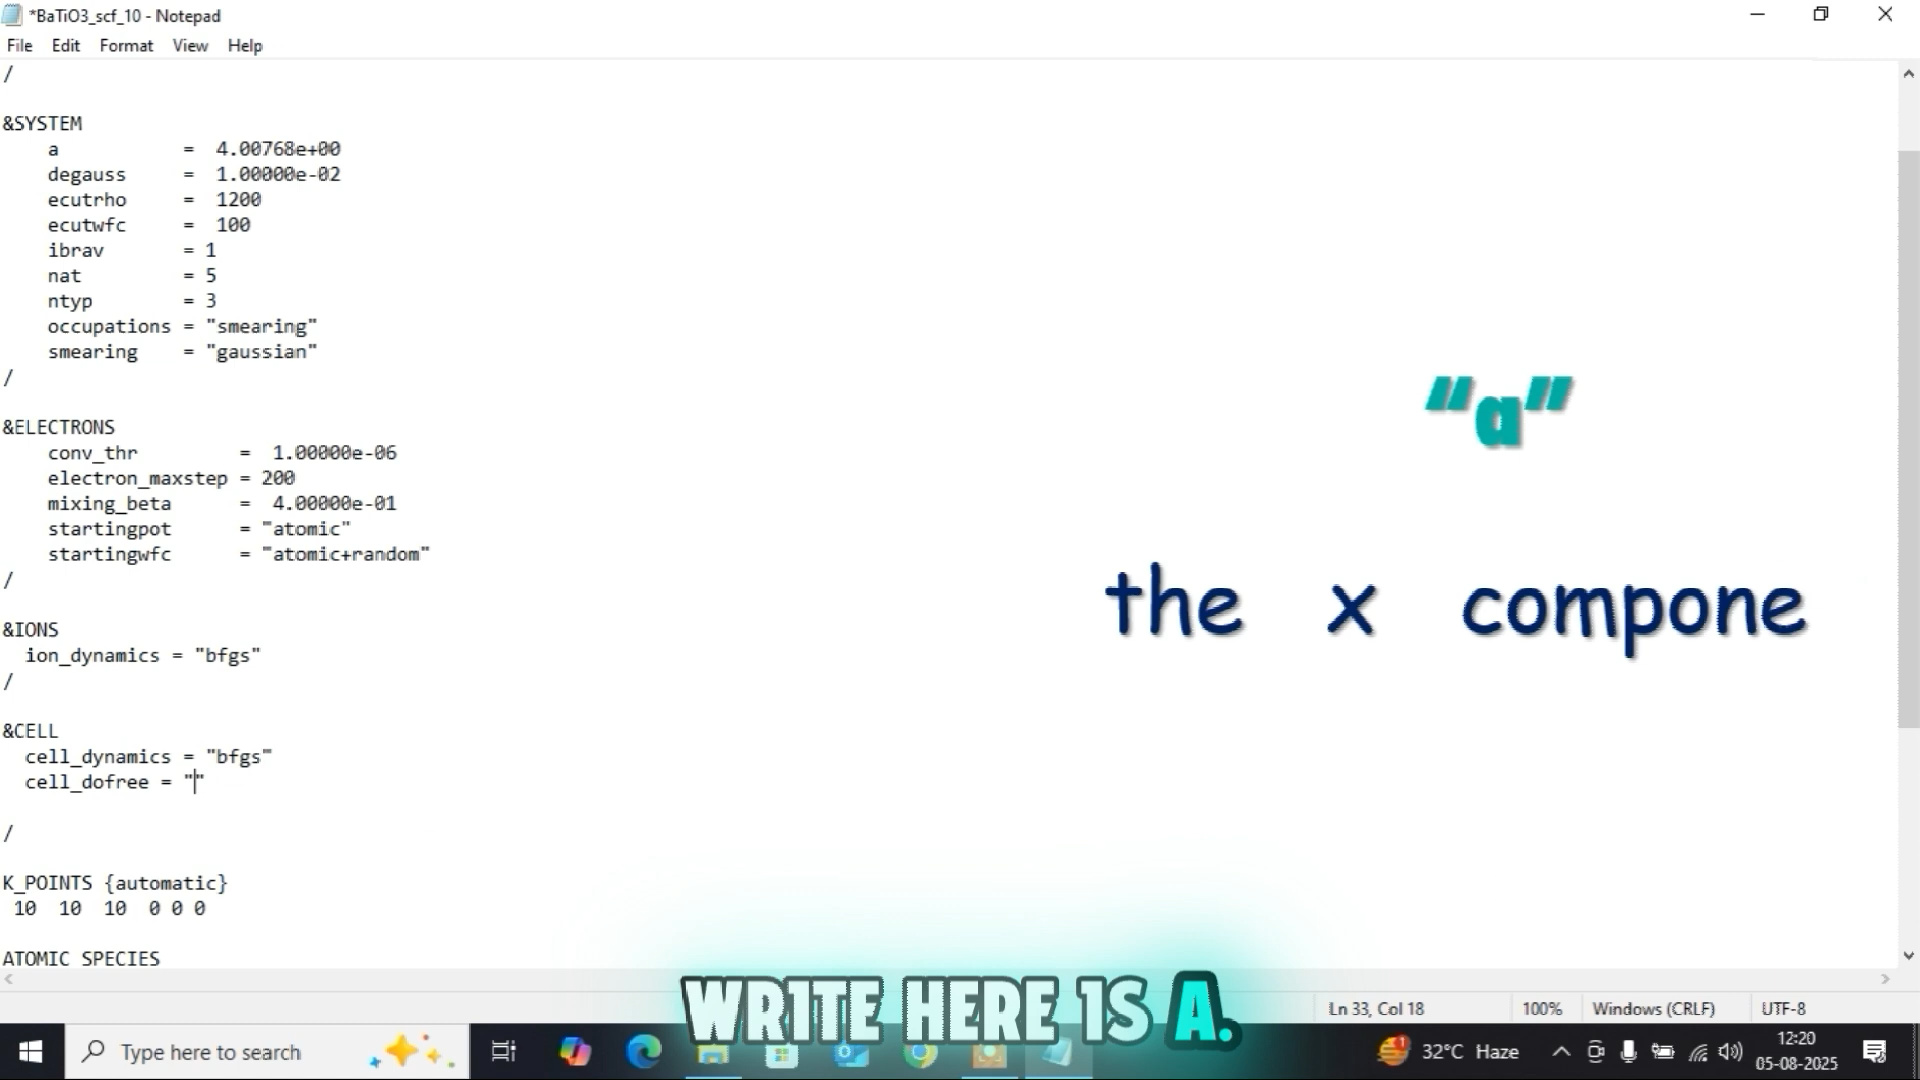 *BaTiO3_scf_10 - Notepad
File Edit Format View Help
/
&SYSTEM
a = 4.00768e+00
degauss = 1.00000e-02
ecutrho = 1200
ecutwfc = 100
ibrav = 1
nat = 5
ntyp = 3
occupations = "smearing"
smearing = "gaussian"
/
&ELECTRONS
conv_thr = 1.00000e-06
electron_maxstep = 200
mixing_beta = 4.00000e-01
startingpot = "atomic"
startingwfc = "atomic+random"
/
&IONS
ion_dynamics = "bfgs"
/
&CELL
cell_dynamics = "bfgs"
cell_dofree = ""
/
K_POINTS {automatic}
10 10 10 0 0 0
ATOMIC SPECIES
“a”
the x compone
WRITE HERE IS A.
Ln 33, Col 18 100% Windows (CRLF) UTF-8
Type here to search
32°C Haze
12:20
05-08-2025